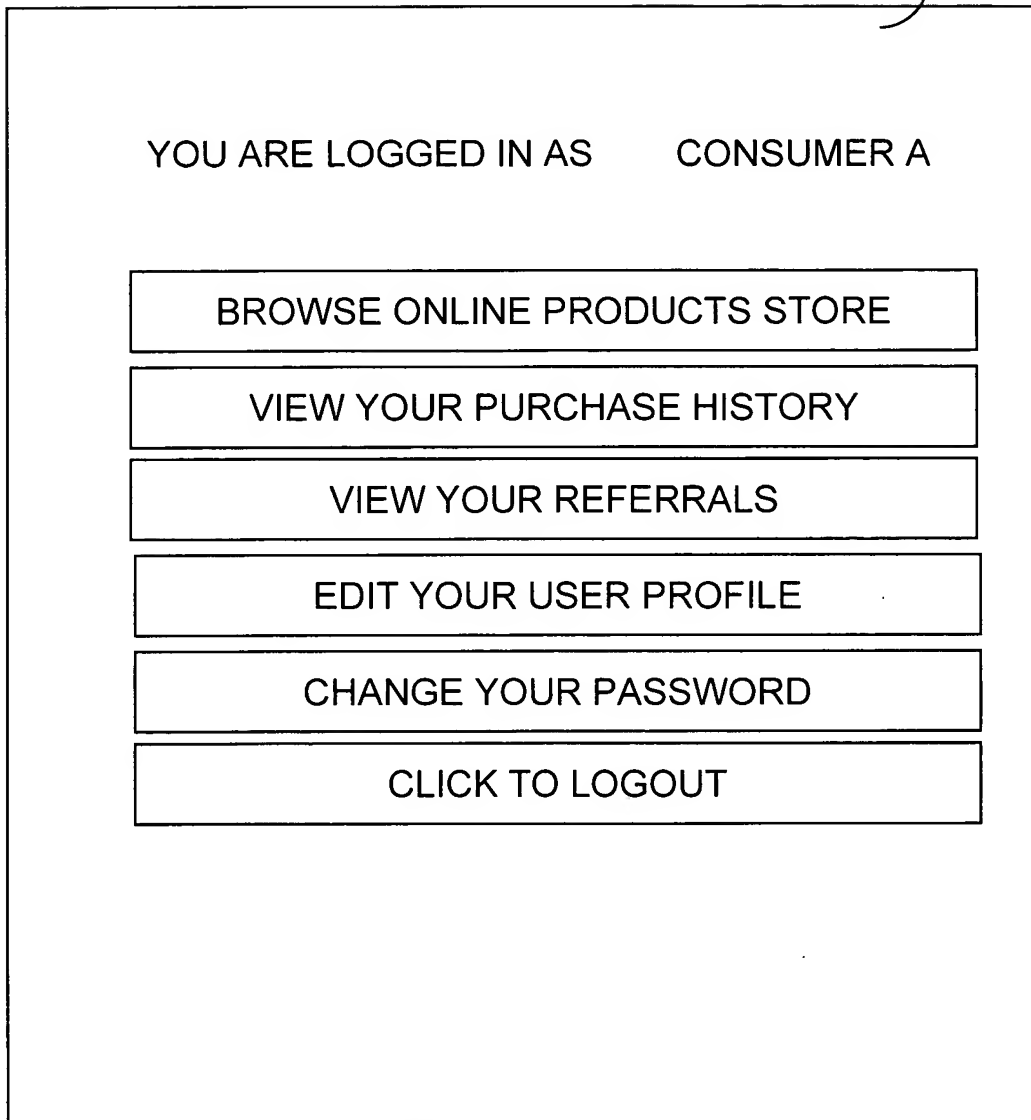 YOU ARE LOGGED IN AS CONSUMER A
BROWSE ONLINE PRODUCTS STORE
VIEW YOUR PURCHASE HISTORY
VIEW YOUR REFERRALS
EDIT YOUR USER PROFILE
CHANGE YOUR PASSWORD
CLICK TO LOGOUT